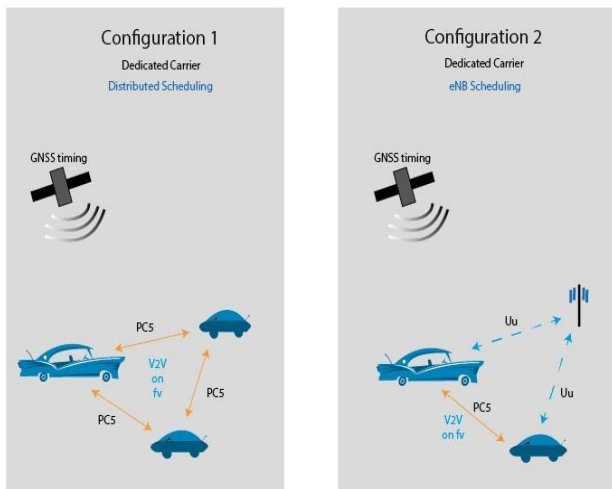 Configuration 1
Dedicated Carrier
Distributed Scheduling
GNSS timing
PC5
V2V
on
fv
PC5
PC5
Configuration 2
Dedicated Carrier
eNB Scheduling
GNSS timing
Uu
Uu
PC5
V2V
on fv